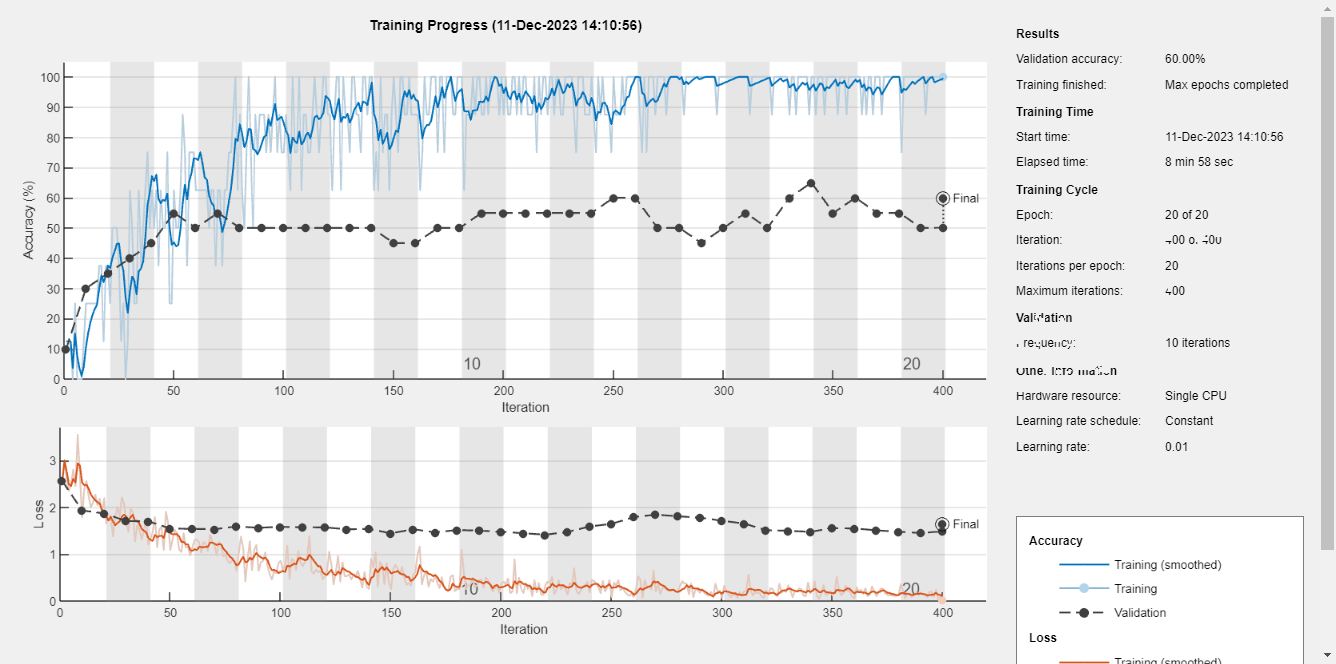 Training Progress (11-Dec-2023 14:10:56)
100
90
80
70
60
50
40
30
20
10
0
Accuracy (%)
Final
10
20
0
50
100
150
200
250
300
350
400
Iteration
3
2
1
0
Loss
Final
10
20
0
50
100
150
200
250
300
350
400
Iteration
Results
Validation accuracy: 60.00%
Training finished: Max epochs completed
Training Time
Start time: 11-Dec-2023 14:10:56
Elapsed time: 8 min 58 sec
Training Cycle
Epoch: 20 of 20
Iteration:
Iterations per epoch: 20
Maximum iterations: 400
Validation
Frequency: 10 iterations
Other Information
Hardware resource: Single CPU
Learning rate schedule: Constant
Learning rate: 0.01
Accuracy
Training (smoothed)
Training
Validation
Loss
Training (smoothed)